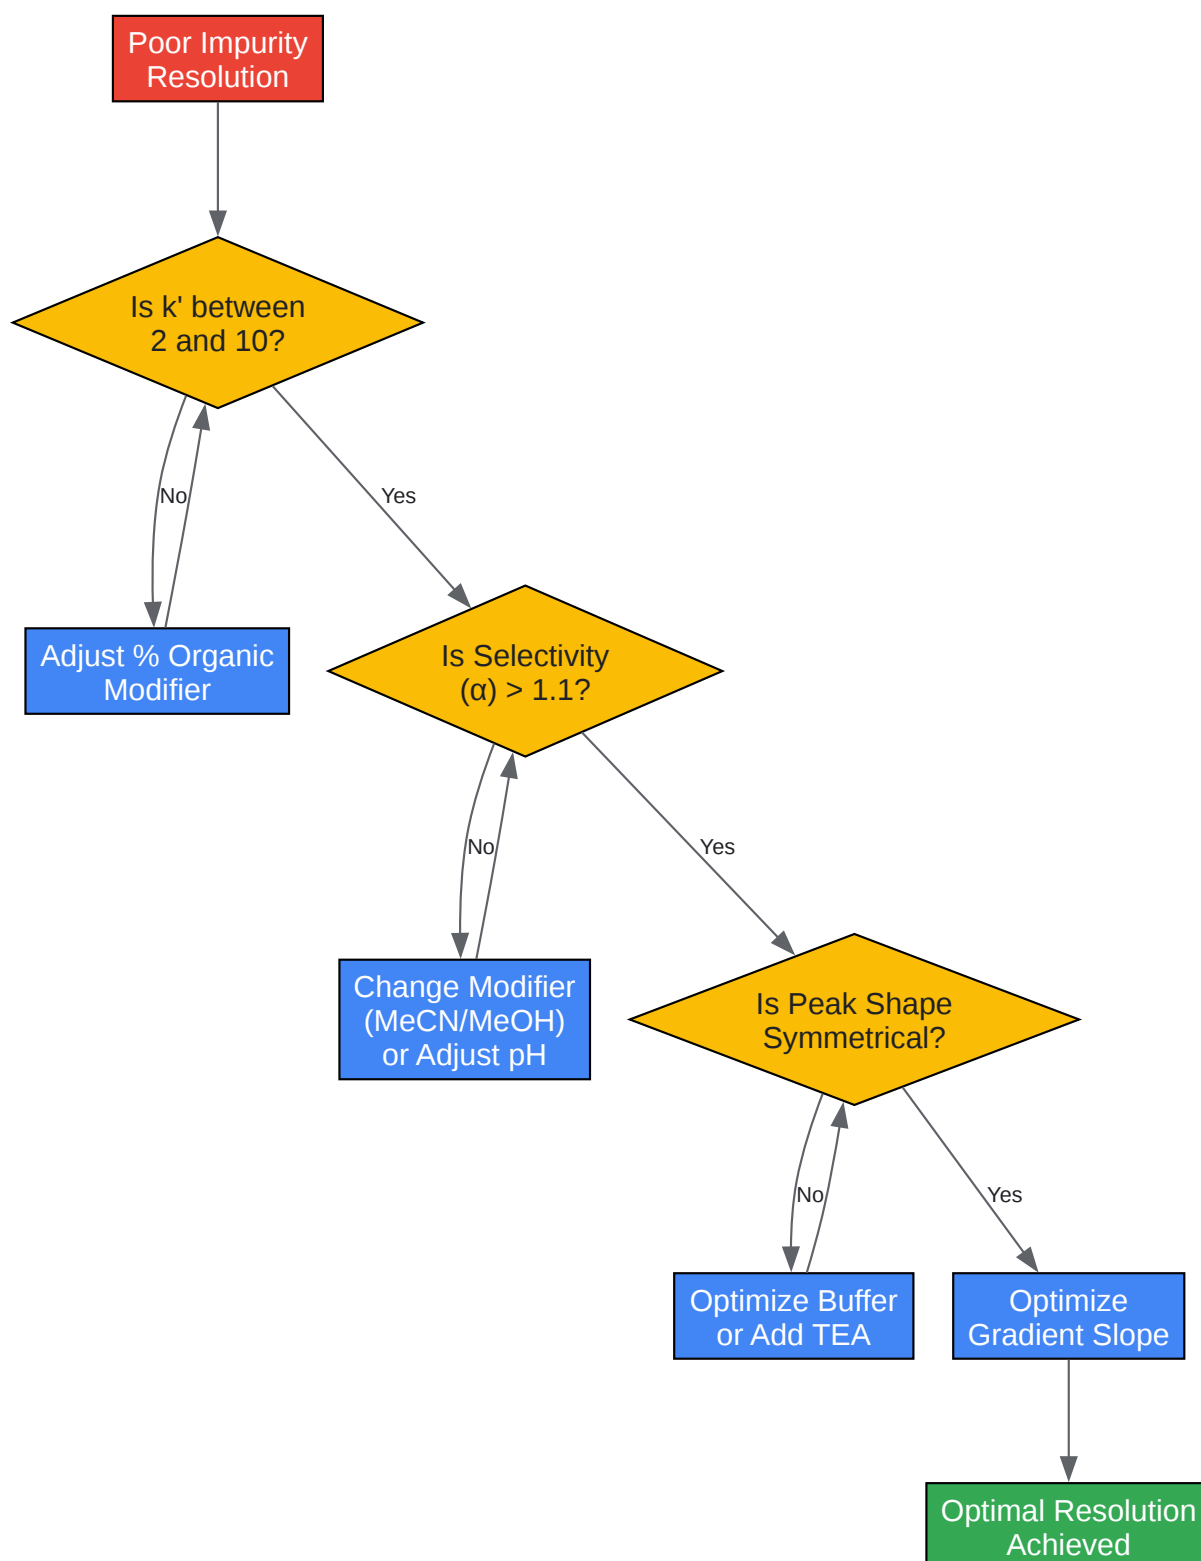 Poor Impurity
Resolution
Is k' between
2 and 10?
No
Yes
Adjust % Organic
Modifier
Is Selectivity
(α) > 1.1?
No
Yes
Change Modifier
(MeCN/MeOH)
or Adjust pH
Is Peak Shape
Symmetrical?
No
Yes
Optimize Buffer
or Add TEA
Optimize
Gradient Slope
Optimal Resolution
Achieved